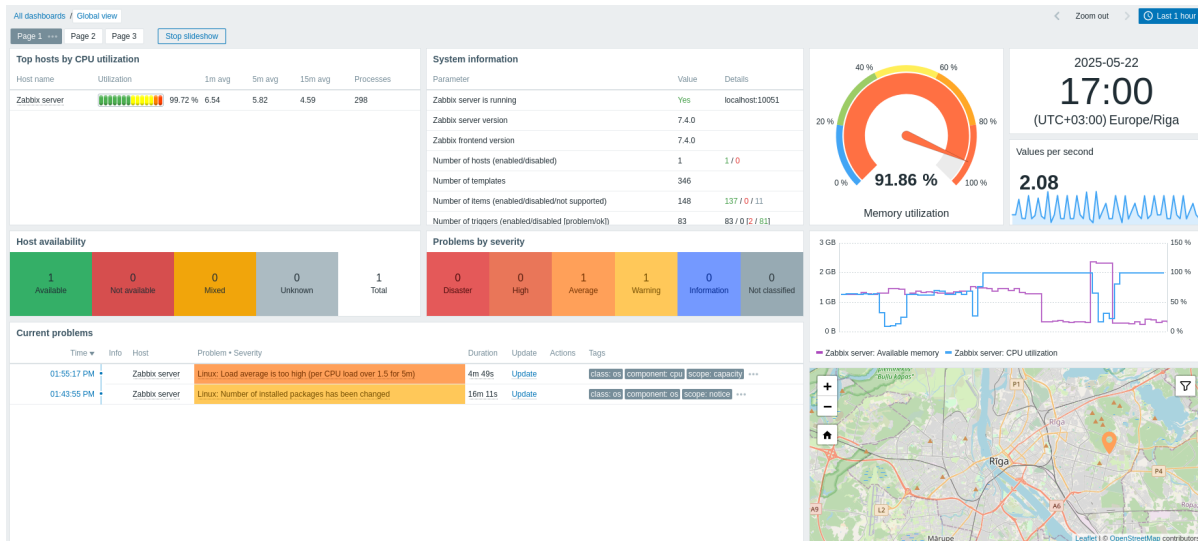 All dashboards / Global view
Zoom out
Last 1 hour
Page 1 ••• Page 2 Page 3 Stop slideshow
Top hosts by CPU utilization
Host name Utilization 1m avg 5m avg 15m avg Processes
Zabbix server 99.72 % 6.54 5.82 4.59 298
System information
Parameter Value Details
Zabbix server is running Yes localhost:10051
Zabbix server version 7.4.0
Zabbix frontend version 7.4.0
Number of hosts (enabled/disabled) 1 1 / 0
Number of templates 346
Number of items (enabled/disabled/not supported) 148 137 / 0 / 11
Number of triggers (enabled/disabled [problem/ok]) 83 83 / 0 [2 / 81]
40 % 60 %
20 % 80 %
0 % 91.86 % 100 %
Memory utilization
2025-05-22
17:00
(UTC+03:00) Europe/Riga
Values per second
2.08
Host availability
1 0 0 0 1
Available Not available Mixed Unknown Total
Problems by severity
0 0 1 1 0 0
Disaster High Average Warning Information Not classified
3 GB 150 %
2 GB 100 %
1 GB 50 %
0 B 0 %
Zabbix server: Available memory Zabbix server: CPU utilization
Current problems
Time Info Host Problem • Severity Duration Update Actions Tags
01:55:17 PM Zabbix server Linux: Load average is too high (per CPU load over 1.5 for 5m) 4m 49s Update class: os component: cpu scope: capacity •••
01:43:55 PM Zabbix server Linux: Number of installed packages has been changed 16m 11s Update class: os component: os scope: notice •••
+
−
Buļļu kāpas"
P1
Rīga
Rīga
P4
A9
L2
A6
Mārupe
Leaflet | © OpenStreetMap contributors